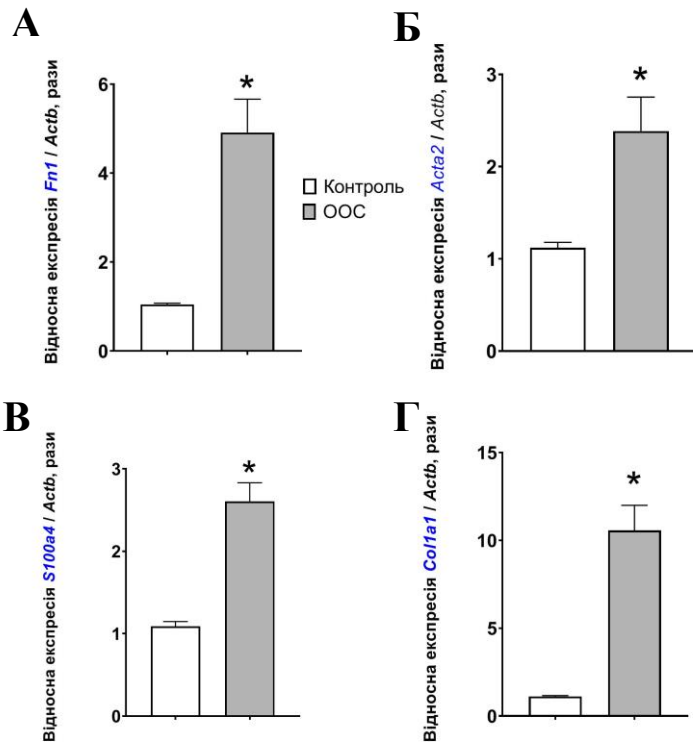 А
Відносна експресія Fn1 / Actb, рази
6
4
2
0
*
Контроль
ООС
Б
Відносна експресія Acta2 / Actb, рази
3
2
1
0
*
В
Відносна експресія S100a4 / Actb, рази
3
2
1
0
*
Г
Відносна експресія Col1a1 / Actb, рази
15
10
5
0
*